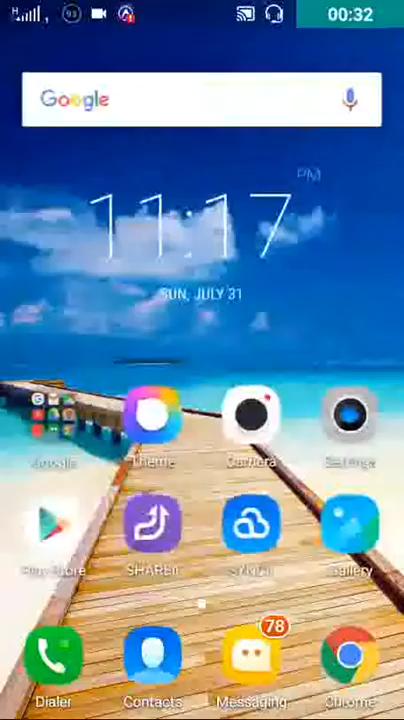 H
93
00:32
Google
PM
11:17
SUN, JULY 31
Google
Theme
Camera
Settings
Play Store
SHAREit
SYNCit
Gallery
78
Dialer
Contacts
Messaging
Chrome